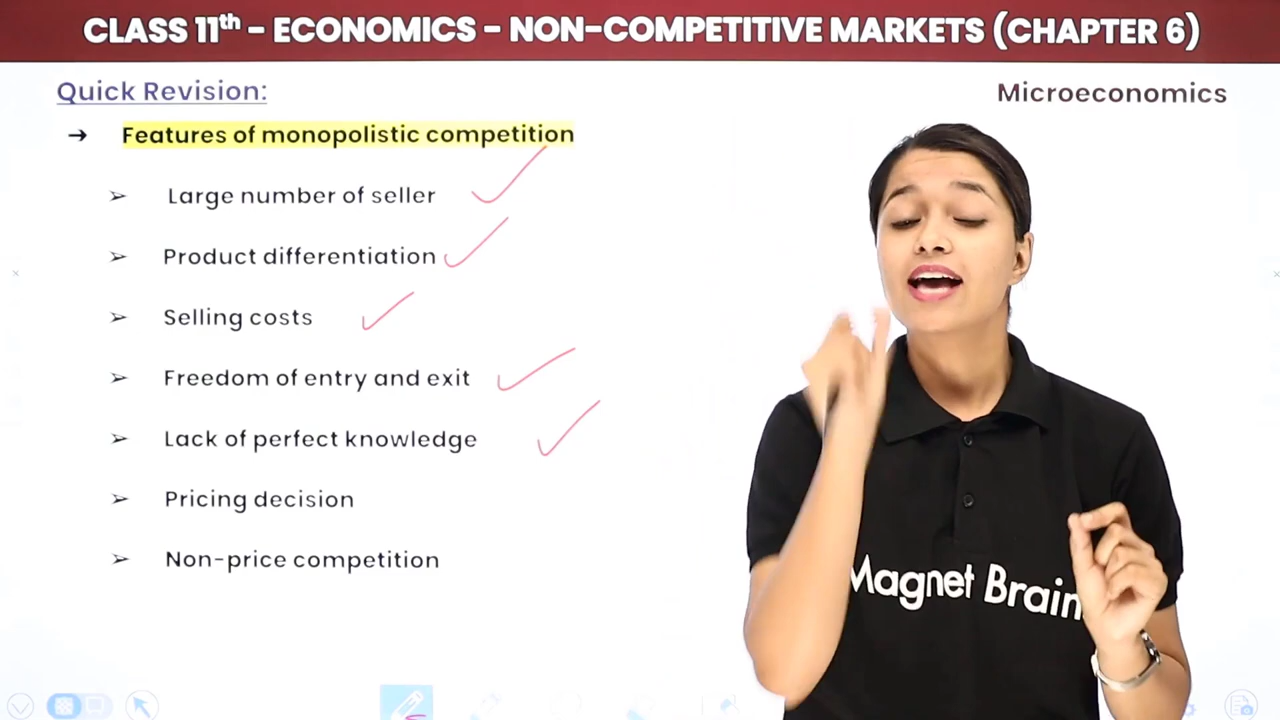 CLASS 11th - ECONOMICS - NON-COMPETITIVE MARKETS (CHAPTER 6)
Quick Revision:
Microeconomics
→ Features of monopolistic competition
➢ Large number of seller
➢ Product differentiation
➢ Selling costs
➢ Freedom of entry and exit
➢ Lack of perfect knowledge
➢ Pricing decision
➢ Non-price competition
Magnet Brain